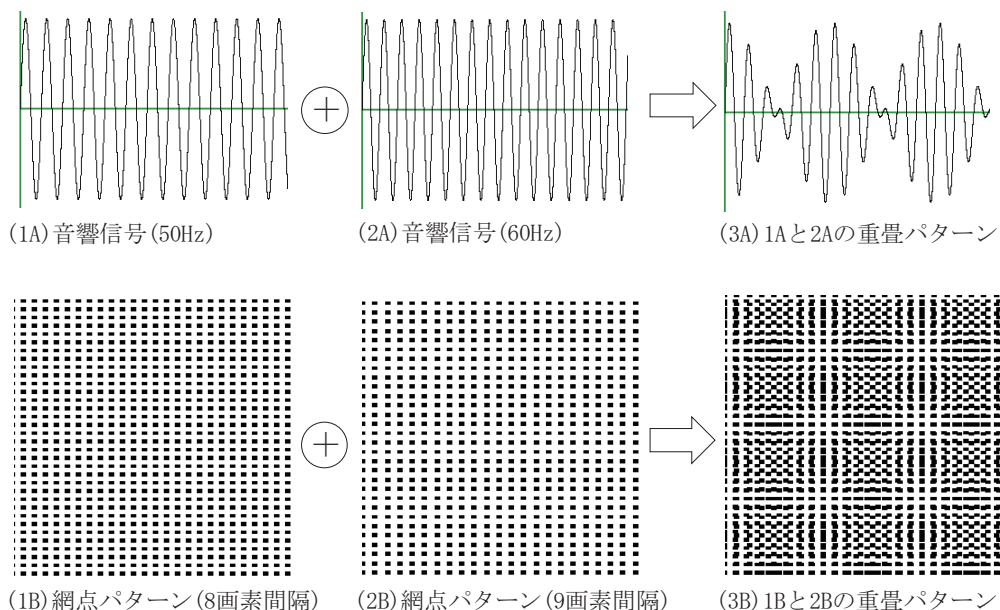 (1A)音響信号(50Hz)
(2A)音響信号(60Hz)
(3A)1Aと2Aの重畳パターン
(1B)網点パターン(8画素間隔)
(2B)網点パターン(9画素間隔)
(3B)1Bと2Bの重畳パターン